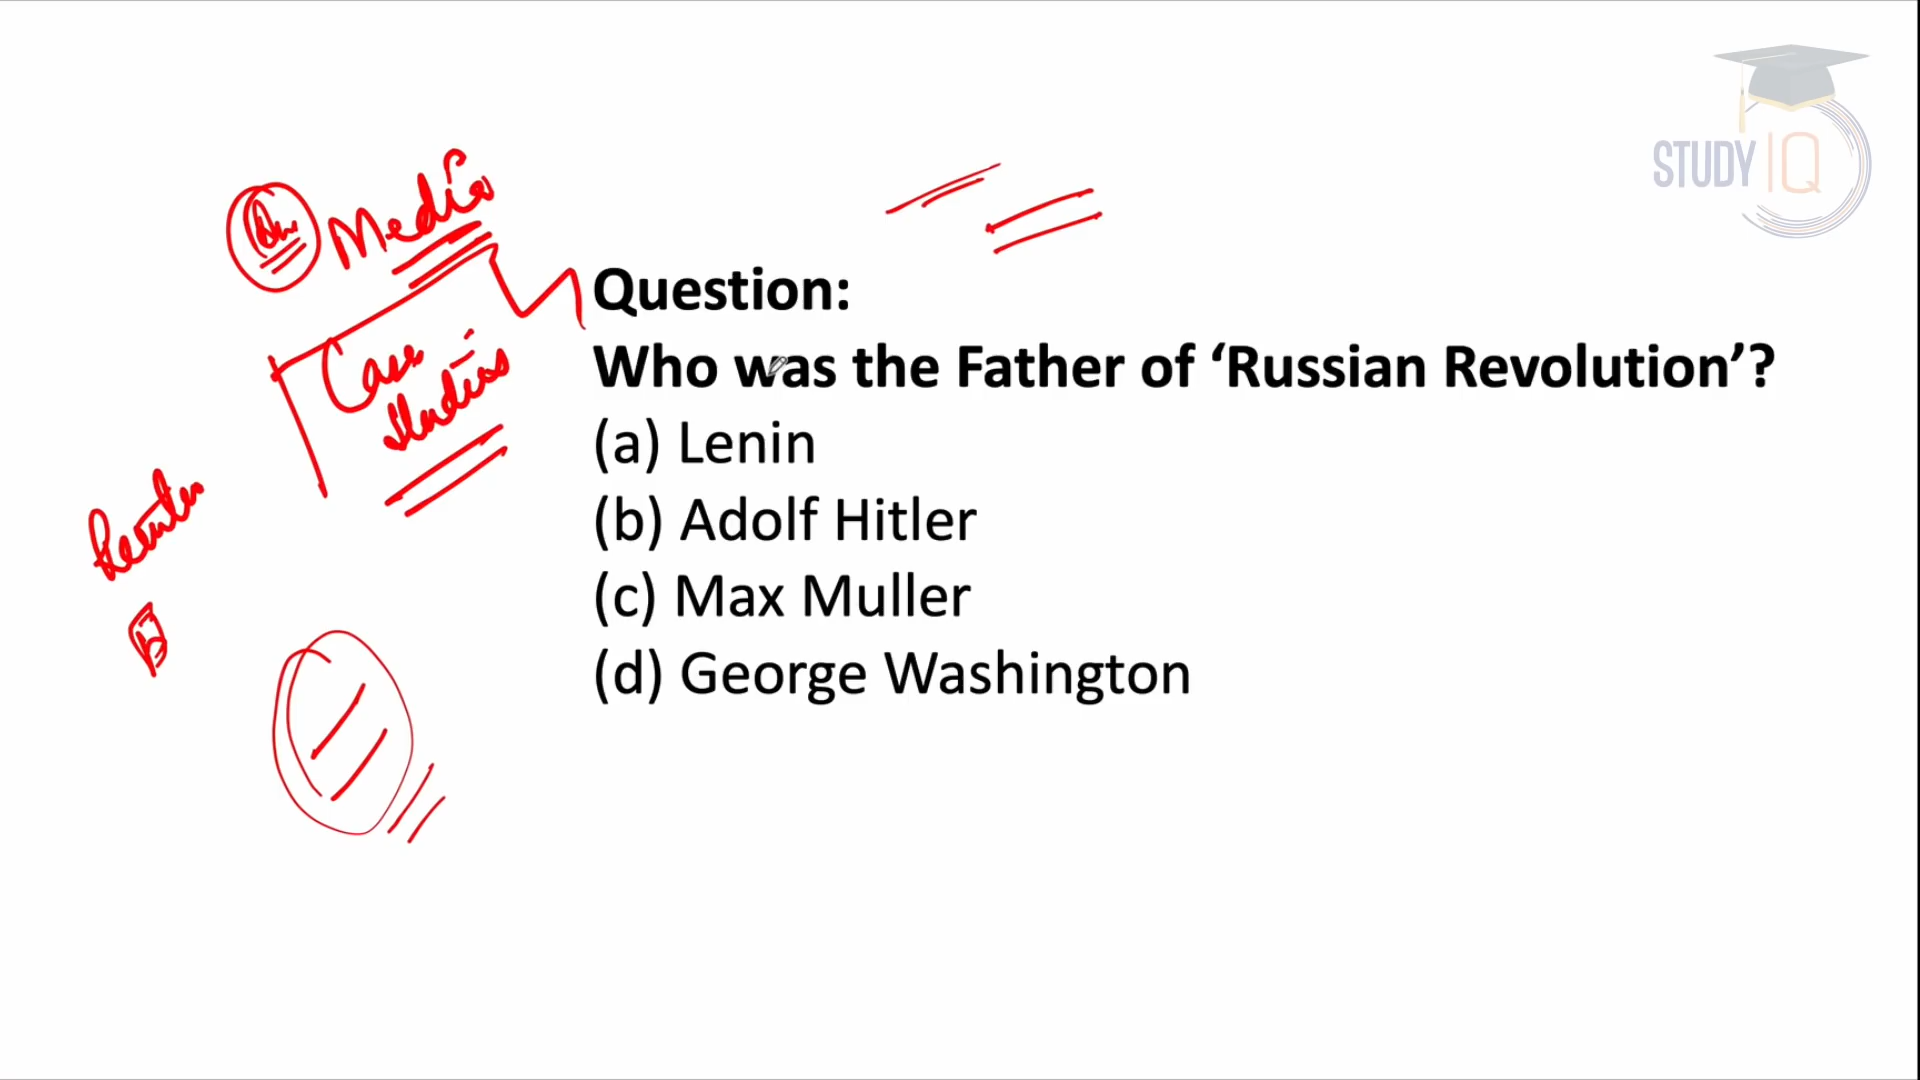 STUDY IQ
Media
Case
Studies
Reuters
Question:
Who was the Father of ‘Russian Revolution’?
(a) Lenin
(b) Adolf Hitler
(c) Max Muller
(d) George Washington